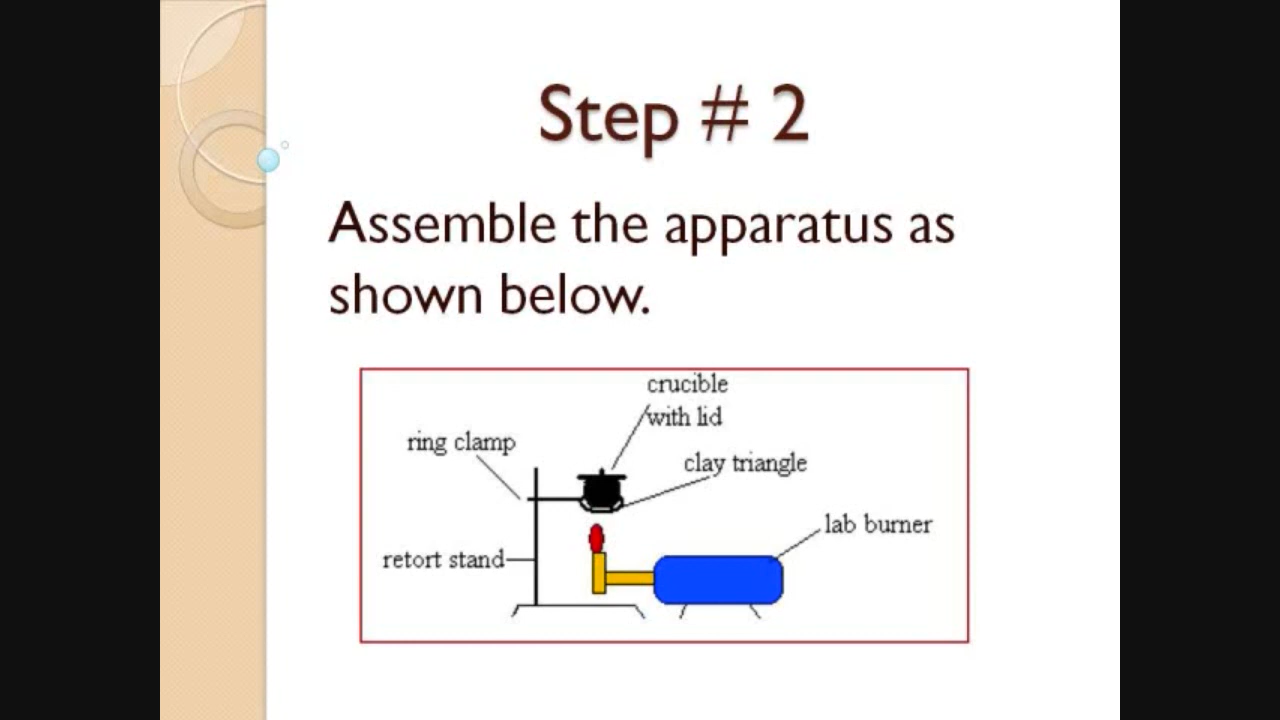 Step # 2
Assemble the apparatus as
shown below.
crucible
with lid
ring clamp
clay triangle
lab burner
retort stand